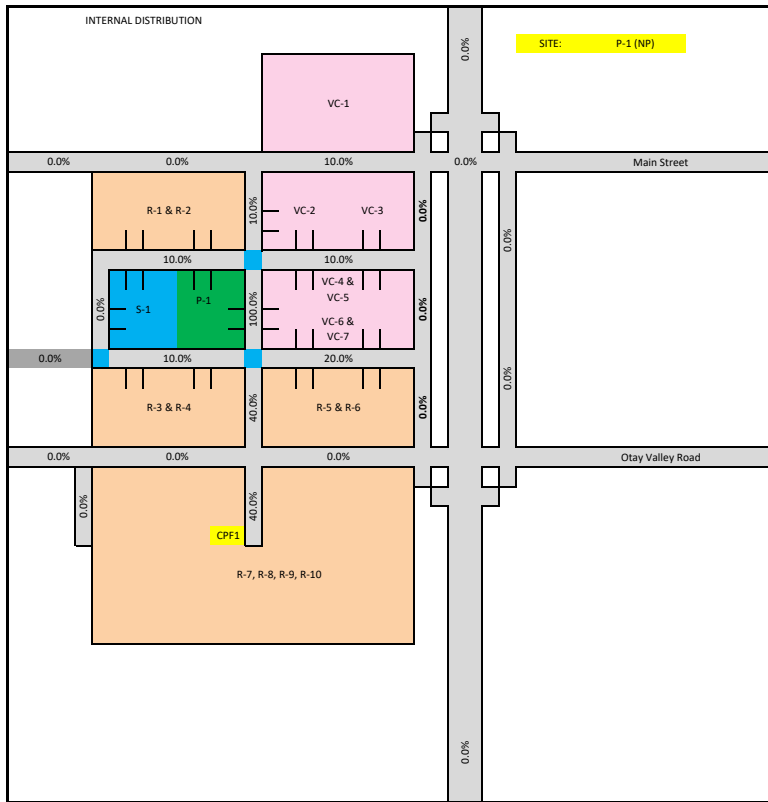 INTERNAL DISTRIBUTION
0.0%
SITE: P-1 (NP)
VC-1
0.0% 0.0% 10.0% 0.0% Main Street
R-1 & R-2
10.0%
VC-2 VC-3
0.0%
0.0%
10.0% 10.0%
0.0%
S-1
P-1
100.0%
VC-4 &
VC-5
VC-6 &
VC-7
0.0%
0.0% 10.0% 20.0%
0.0%
R-3 & R-4
40.0%
R-5 & R-6
0.0%
0.0% 0.0% 0.0% Otay Valley Road
0.0%
40.0%
CPF1
R-7, R-8, R-9, R-10
0.0%